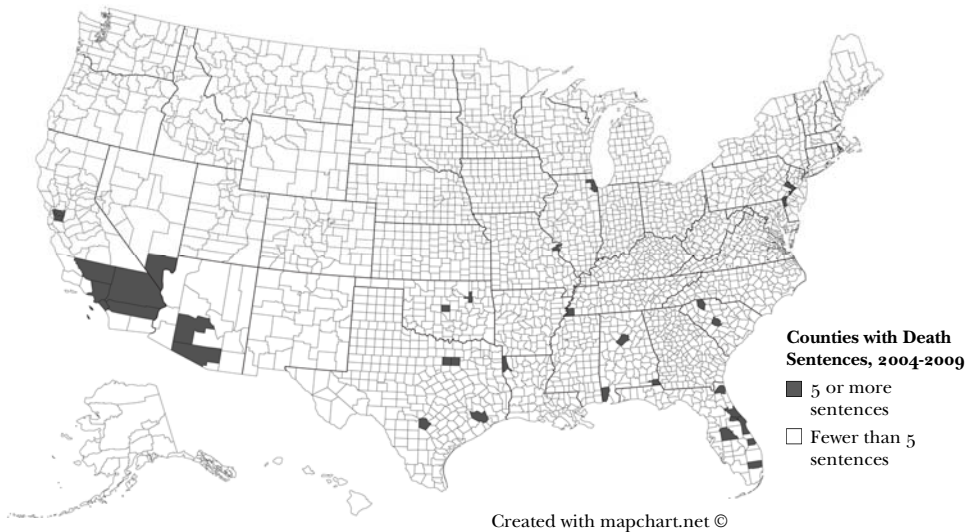 Counties with Death
Sentences, 2004-2009
5 or more
sentences
Fewer than 5
sentences
Created with mapchart.net ©